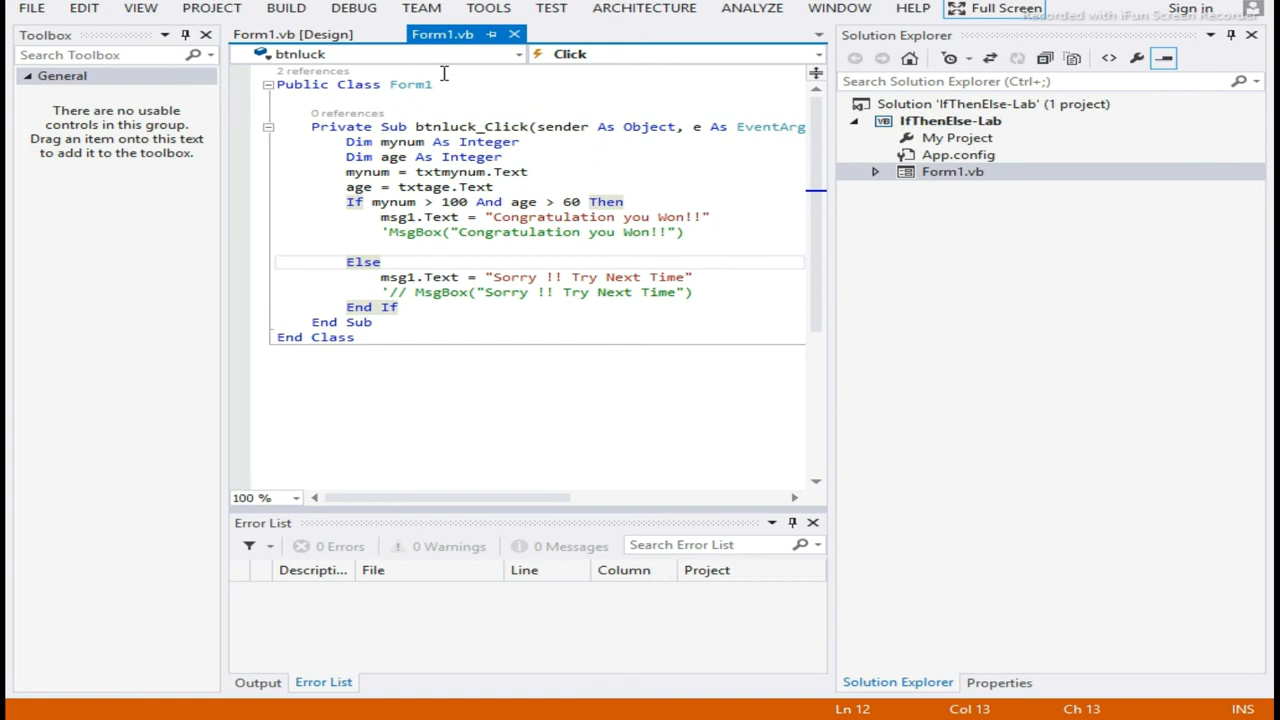 FILE EDIT VIEW PROJECT BUILD DEBUG TEAM TOOLS TEST ARCHITECTURE ANALYZE WINDOW HELP Full Screen Sign in
Recorded with iFun Screen Recorder
Toolbox
Search Toolbox
General
There are no usable
controls in this group.
Drag an item onto this text
to add it to the toolbox.
Form1.vb [Design] Form1.vb
btnluck Click
2 references
Public Class Form1
0 references
Private Sub btnluck_Click(sender As Object, e As EventArg
Dim mynum As Integer
Dim age As Integer
mynum = txtmynum.Text
age = txtage.Text
If mynum > 100 And age > 60 Then
msg1.Text = "Congratulation you Won!!"
'MsgBox("Congratulation you Won!!")
Else
msg1.Text = "Sorry !! Try Next Time"
'// MsgBox("Sorry !! Try Next Time")
End If
End Sub
End Class
100 %
Error List
0 Errors 0 Warnings 0 Messages Search Error List
Descripti... File Line Column Project
Output Error List
Solution Explorer
Search Solution Explorer (Ctrl+;)
Solution 'IfThenElse-Lab' (1 project)
VB IfThenElse-Lab
My Project
App.config
Form1.vb
Solution Explorer Properties
Ln 12 Col 13 Ch 13 INS